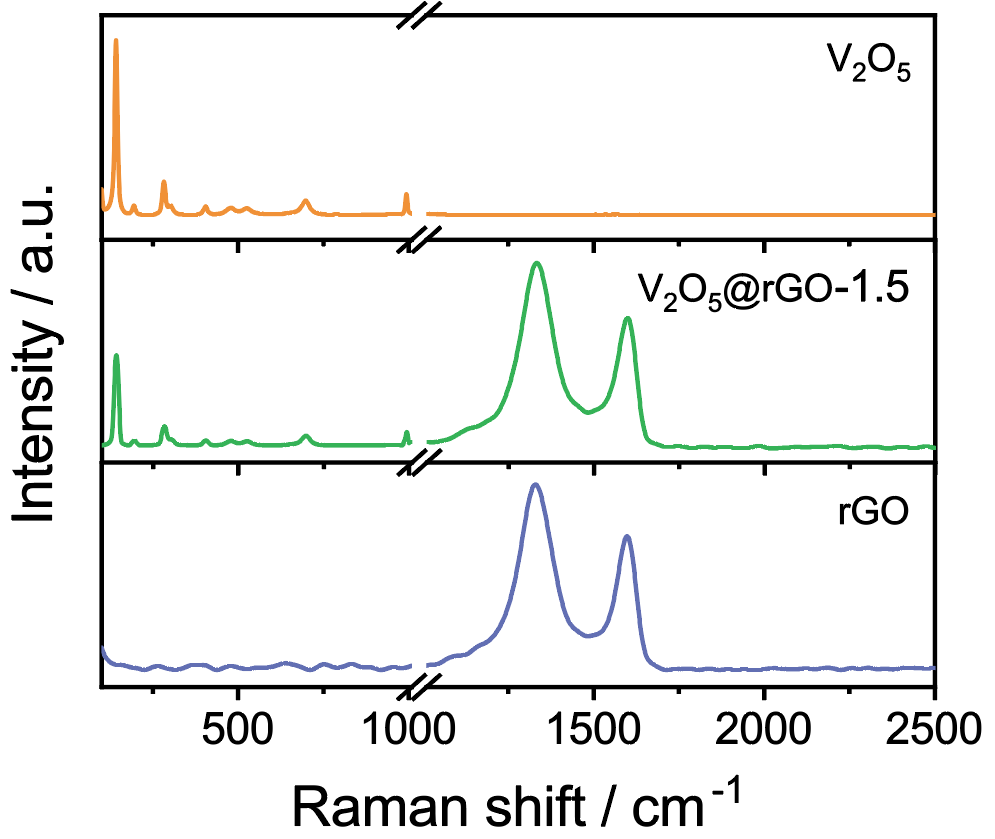 V₂O₅
V₂O₅@rGO-1.5
rGO
Intensity / a.u.
500 1000 1500 2000 2500
Raman shift / cm⁻¹